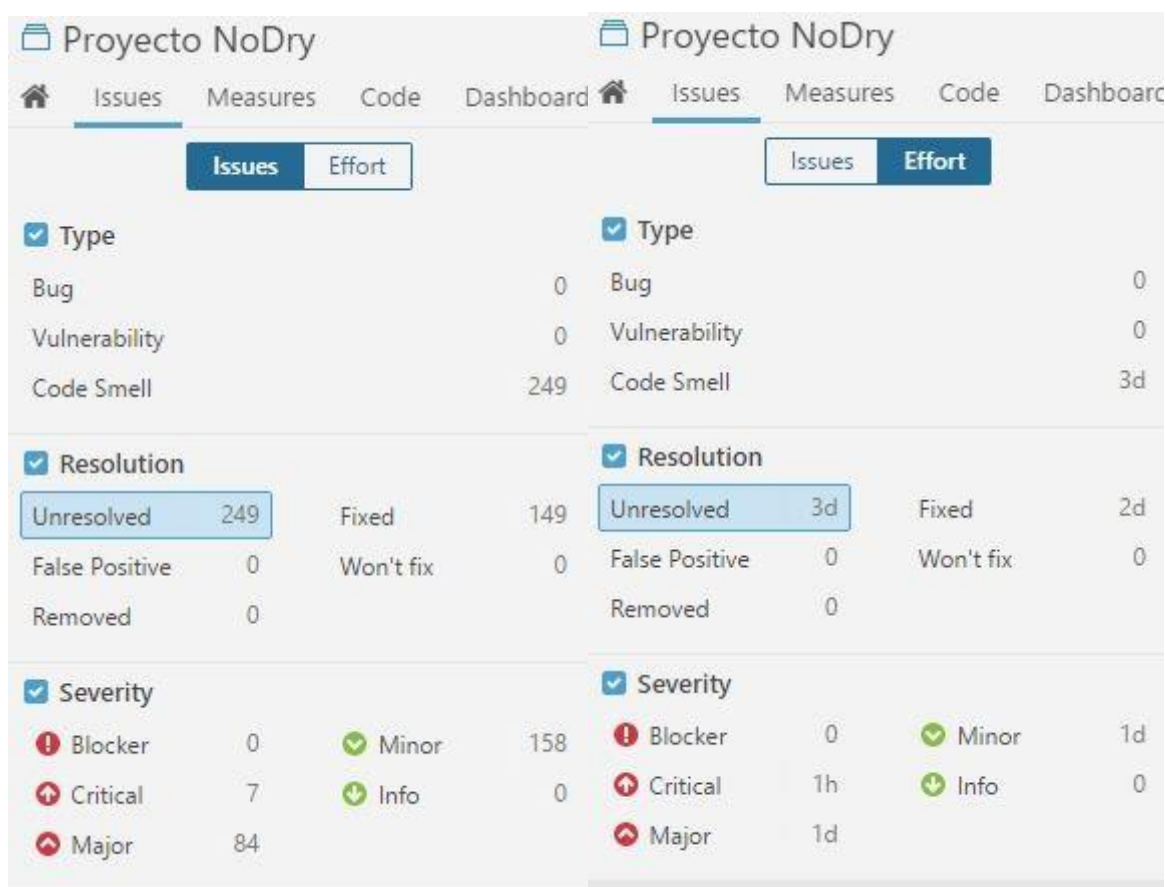 Proyecto NoDry
Issues Measures Code Dashboard
Issues Effort
Type
Bug 0
Vulnerability 0
Code Smell 249
Resolution
Unresolved 249 Fixed 149
False Positive 0 Won't fix 0
Removed 0
Severity
Blocker 0 Minor 158
Critical 7 Info 0
Major 84
Proyecto NoDry
Issues Measures Code Dashboard
Issues Effort
Type
Bug 0
Vulnerability 0
Code Smell 3d
Resolution
Unresolved 3d Fixed 2d
False Positive 0 Won't fix 0
Removed 0
Severity
Blocker 0 Minor 1d
Critical 1h Info 0
Major 1d